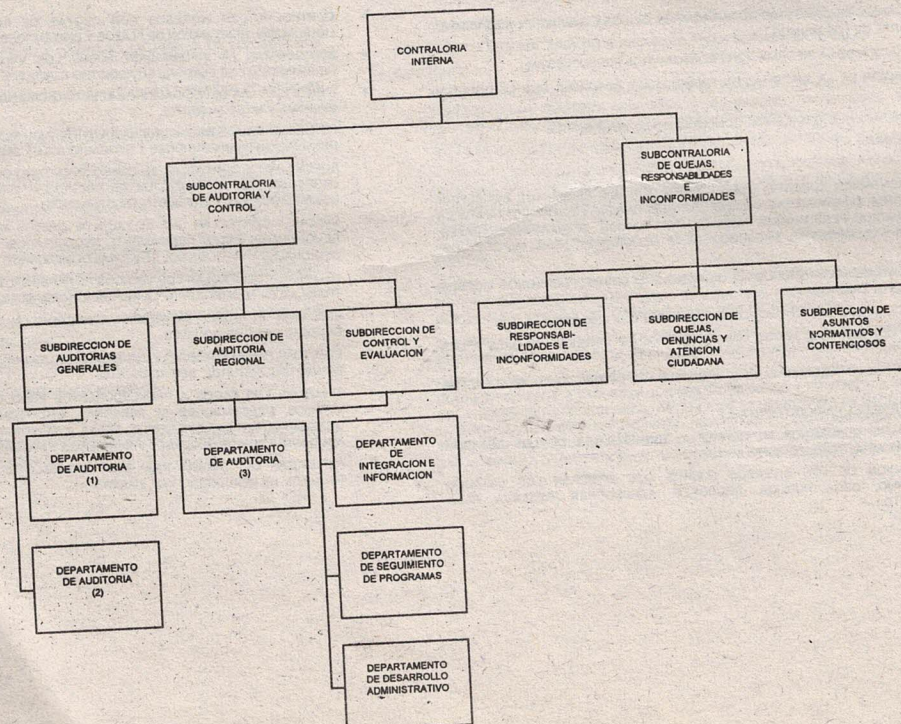 CONTRALORIA
INTERNA
SUBCONTRALORIA
DE AUDITORIA Y
CONTROL
SUBCONTRALORIA
DE QUEJAS,
RESPONSABILIDADES
E
INCONFORMIDADES
SUBDIRECCION DE
AUDITORIAS
GENERALES
SUBDIRECCION DE
AUDITORIA
REGIONAL
SUBDIRECCION DE
CONTROL Y
EVALUACION
SUBDIRECCION DE
RESPONSABI-
LIDADES E
INCONFORMIDADES
SUBDIRECCION DE
QUEJAS,
DENUNCIAS Y
ATENCION
CIUDADANA
SUBDIRECCION DE
ASUNTOS
NORMATIVOS Y
CONTENCIOSOS
DEPARTAMENTO
DE AUDITORIA
(1)
DEPARTAMENTO
DE AUDITORIA
(2)
DEPARTAMENTO
DE AUDITORIA
(3)
DEPARTAMENTO
DE
INTEGRACION E
INFORMACION
DEPARTAMENTO
DE SEGUIMIENTO
DE PROGRAMAS
DEPARTAMENTO
DE DESARROLLO
ADMINISTRATIVO